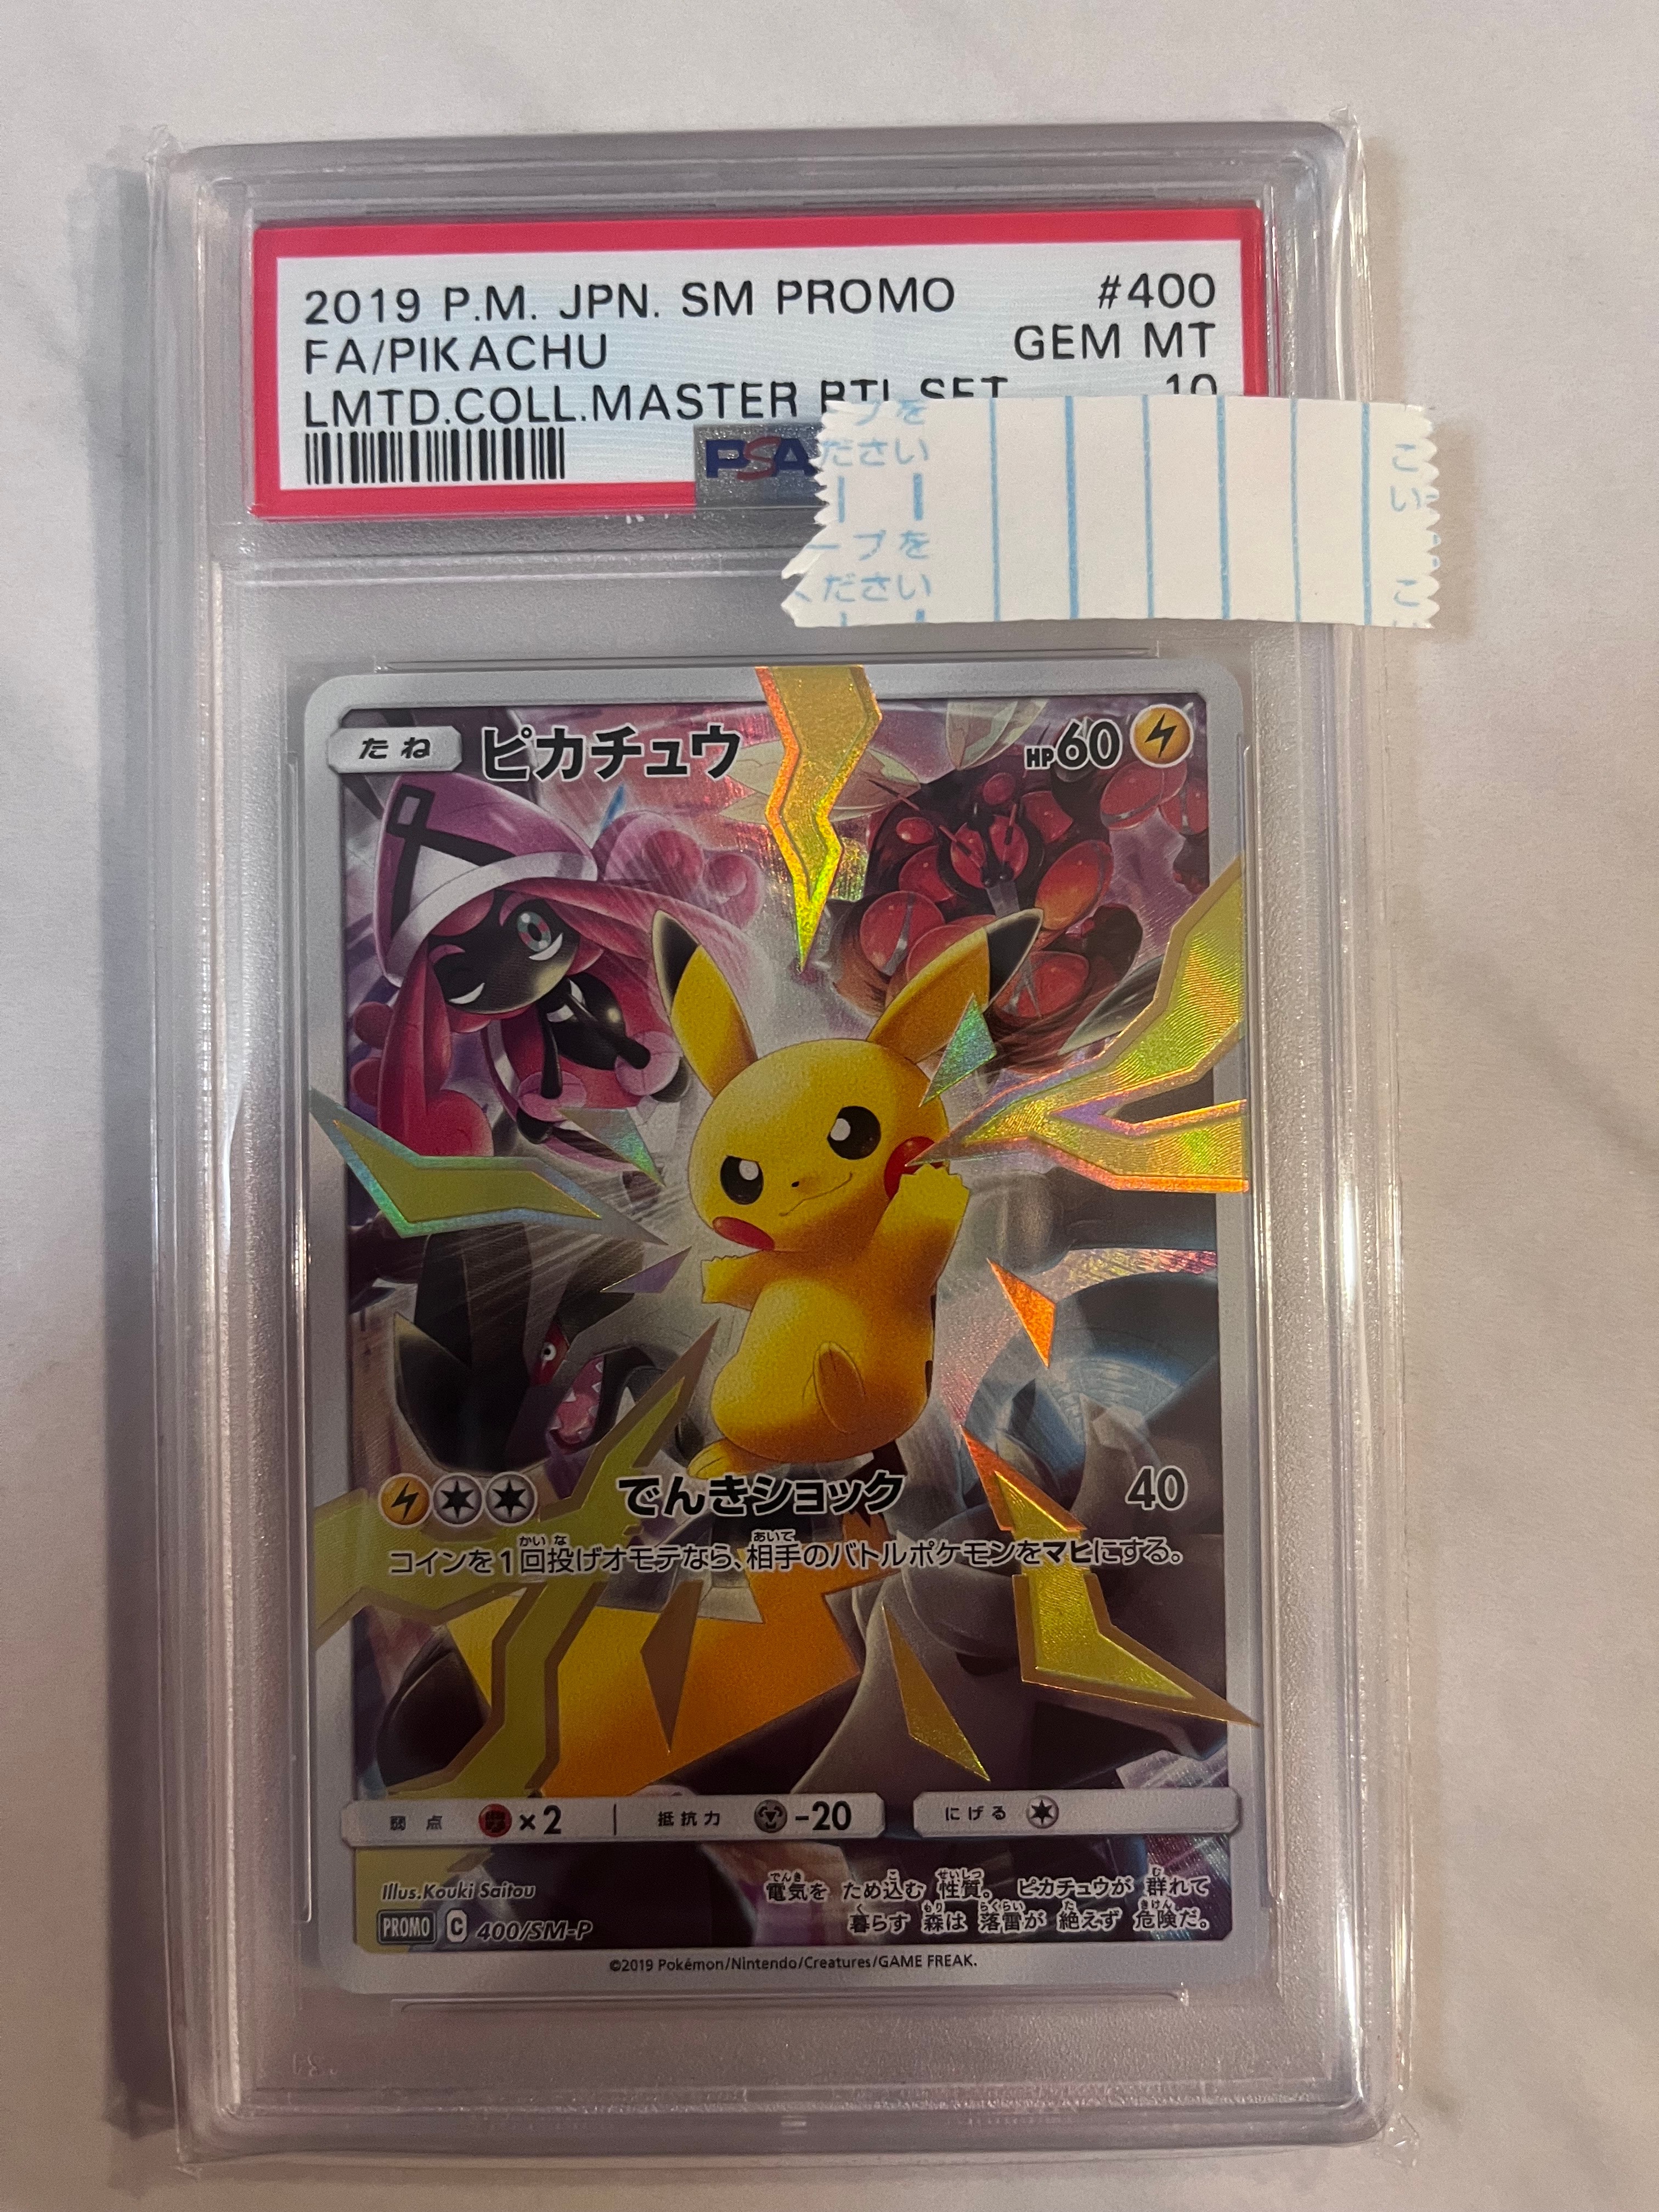 2019 P.M. JPN. SM PROMO #400
FA/PIKACHU GEM MT
LMTD.COLL.MASTER BTL SET 10
PSA
プを
ださい
ープを
ください
こ
い
こ
たね ピカチュウ HP60
でんきショック 40
コインを1回投げオモテなら、相手のバトルポケモンをマヒにする。
弱点 ×2 抵抗力 -20 にげる
Illus.Kouki Saitou
電気を ため込む 性質。 ピカチュウが 群れて
暮らす 森は 落雷が 絶えず 危険だ。
PROMO C 400/SM-P
©2019 Pokémon/Nintendo/Creatures/GAME FREAK.